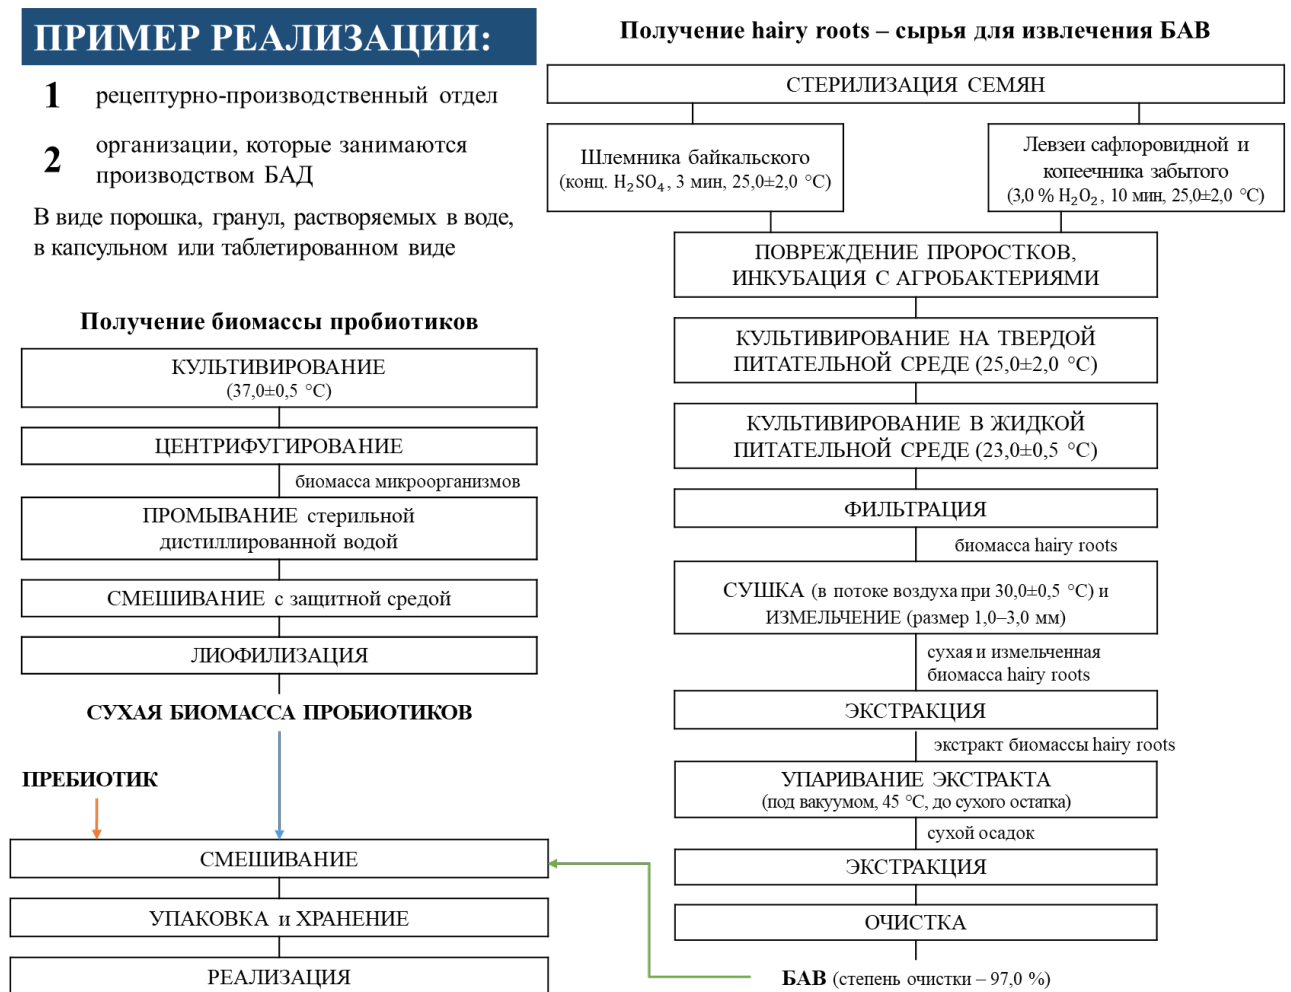 ПРИМЕР РЕАЛИЗАЦИИ:
1 рецептурно-производственный отдел
2 организации, которые занимаются
производством БАД
В виде порошка, гранул, растворяемых в воде,
в капсульном или таблетированном виде
Получение биомассы пробиотиков
КУЛЬТИВИРОВАНИЕ
(37,0±0,5 °C)
ЦЕНТРИФУГИРОВАНИЕ
биомасса микроорганизмов
ПРОМЫВАНИЕ стерильной
дистиллированной водой
СМЕШИВАНИЕ с защитной средой
ЛИОФИЛИЗАЦИЯ
СУХАЯ БИОМАССА ПРОБИОТИКОВ
ПРЕБИОТИК
СМЕШИВАНИЕ
УПАКОВКА и ХРАНЕНИЕ
РЕАЛИЗАЦИЯ
Получение hairy roots – сырья для извлечения БАВ
СТЕРИЛИЗАЦИЯ СЕМЯН
Шлемника байкальского
(конц. H₂SO₄, 3 мин, 25,0±2,0 °C)
Левзеи сафлоровидной и
копеечника забытого
(3,0 % H₂O₂, 10 мин, 25,0±2,0 °C)
ПОВРЕЖДЕНИЕ ПРОРОСТКОВ,
ИНКУБАЦИЯ С АГРОБАКТЕРИЯМИ
КУЛЬТИВИРОВАНИЕ НА ТВЕРДОЙ
ПИТАТЕЛЬНОЙ СРЕДЕ (25,0±2,0 °C)
КУЛЬТИВИРОВАНИЕ В ЖИДКОЙ
ПИТАТЕЛЬНОЙ СРЕДЕ (23,0±0,5 °C)
ФИЛЬТРАЦИЯ
биомасса hairy roots
СУШКА (в потоке воздуха при 30,0±0,5 °C) и
ИЗМЕЛЬЧЕНИЕ (размер 1,0–3,0 мм)
сухая и измельченная
биомасса hairy roots
ЭКСТРАКЦИЯ
экстракт биомассы hairy roots
УПАРИВАНИЕ ЭКСТРАКТА
(под вакуумом, 45 °C, до сухого остатка)
сухой осадок
ЭКСТРАКЦИЯ
ОЧИСТКА
БАВ (степень очистки – 97,0 %)